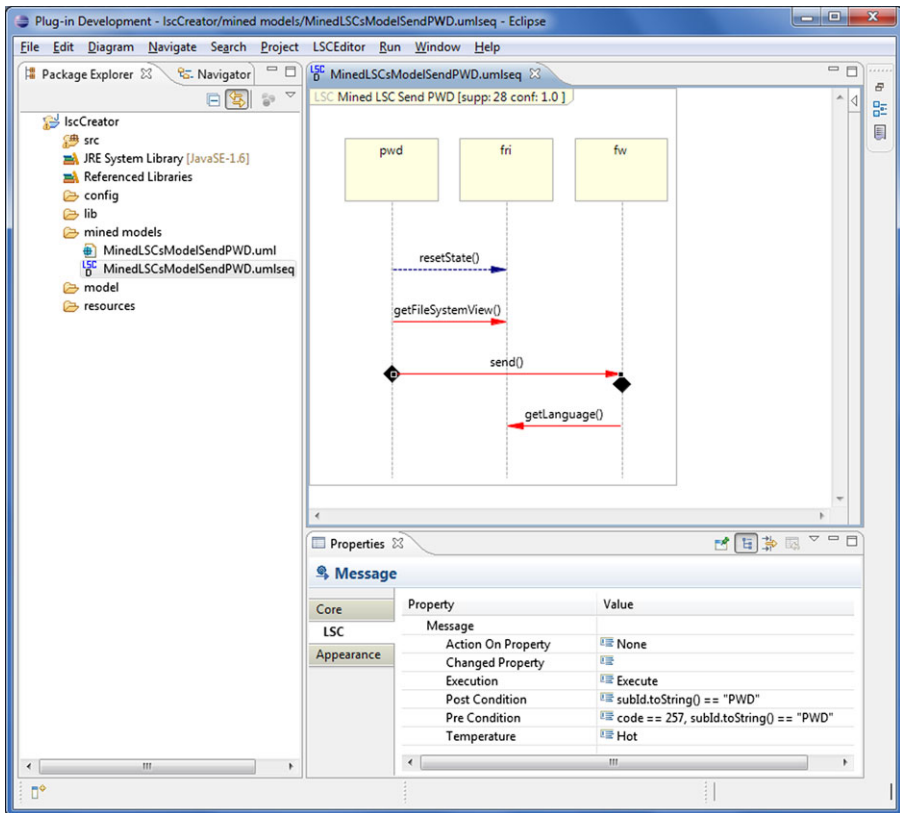 Plug-in Development - lscCreator/mined models/MinedLSCsModelSendPWD.umlseq - Eclipse
File Edit Diagram Navigate Search Project LSCEditor Run Window Help
Package Explorer Navigator
MinedLSCsModelSendPWD.umlseq
LSC Mined LSC Send PWD [supp: 28 conf: 1.0 ]
lscCreator
src
JRE System Library [JavaSE-1.6]
Referenced Libraries
config
lib
mined models
MinedLSCsModelSendPWD.uml
MinedLSCsModelSendPWD.umlseq
model
resources
pwd fri fw
resetState()
getFileSystemView()
send()
getLanguage()
Properties
Message
Core
LSC
Appearance
Property Value
Message
Action On Property None
Changed Property
Execution Execute
Post Condition subId.toString() == "PWD"
Pre Condition code == 257, subId.toString() == "PWD"
Temperature Hot